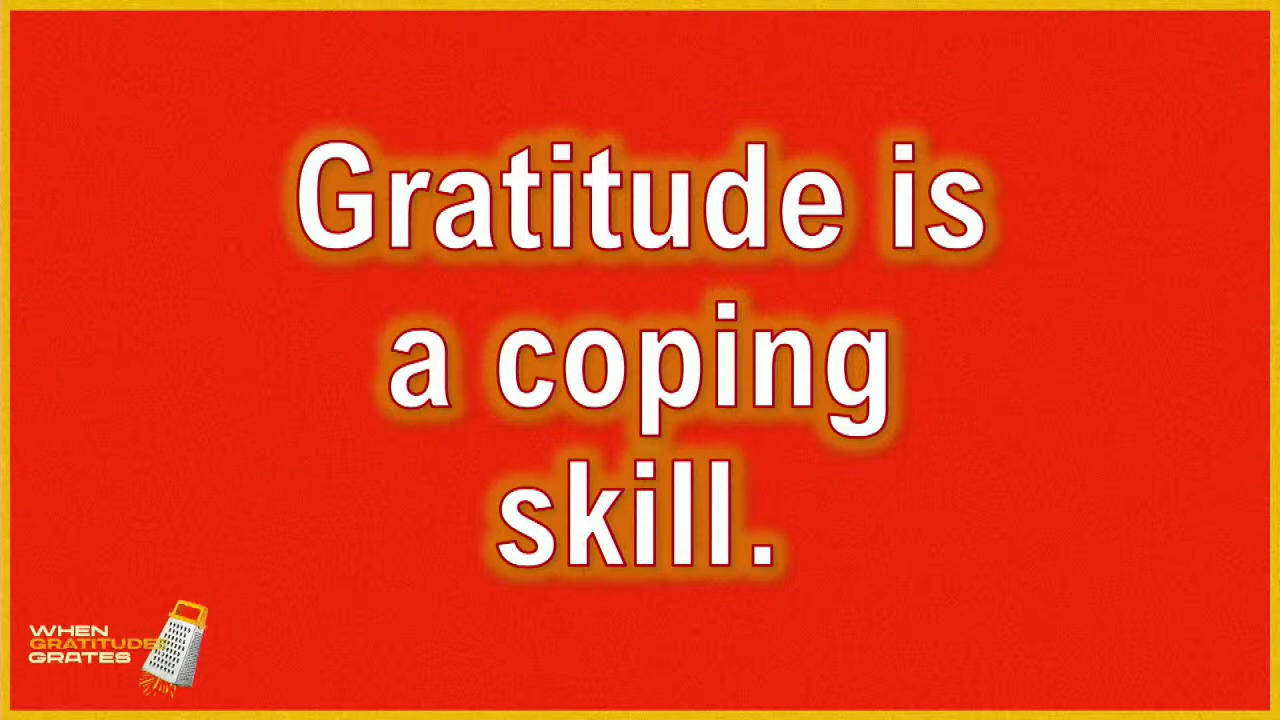 Gratitude is
a coping
skill.
WHEN
GRATITUDE
GRATES